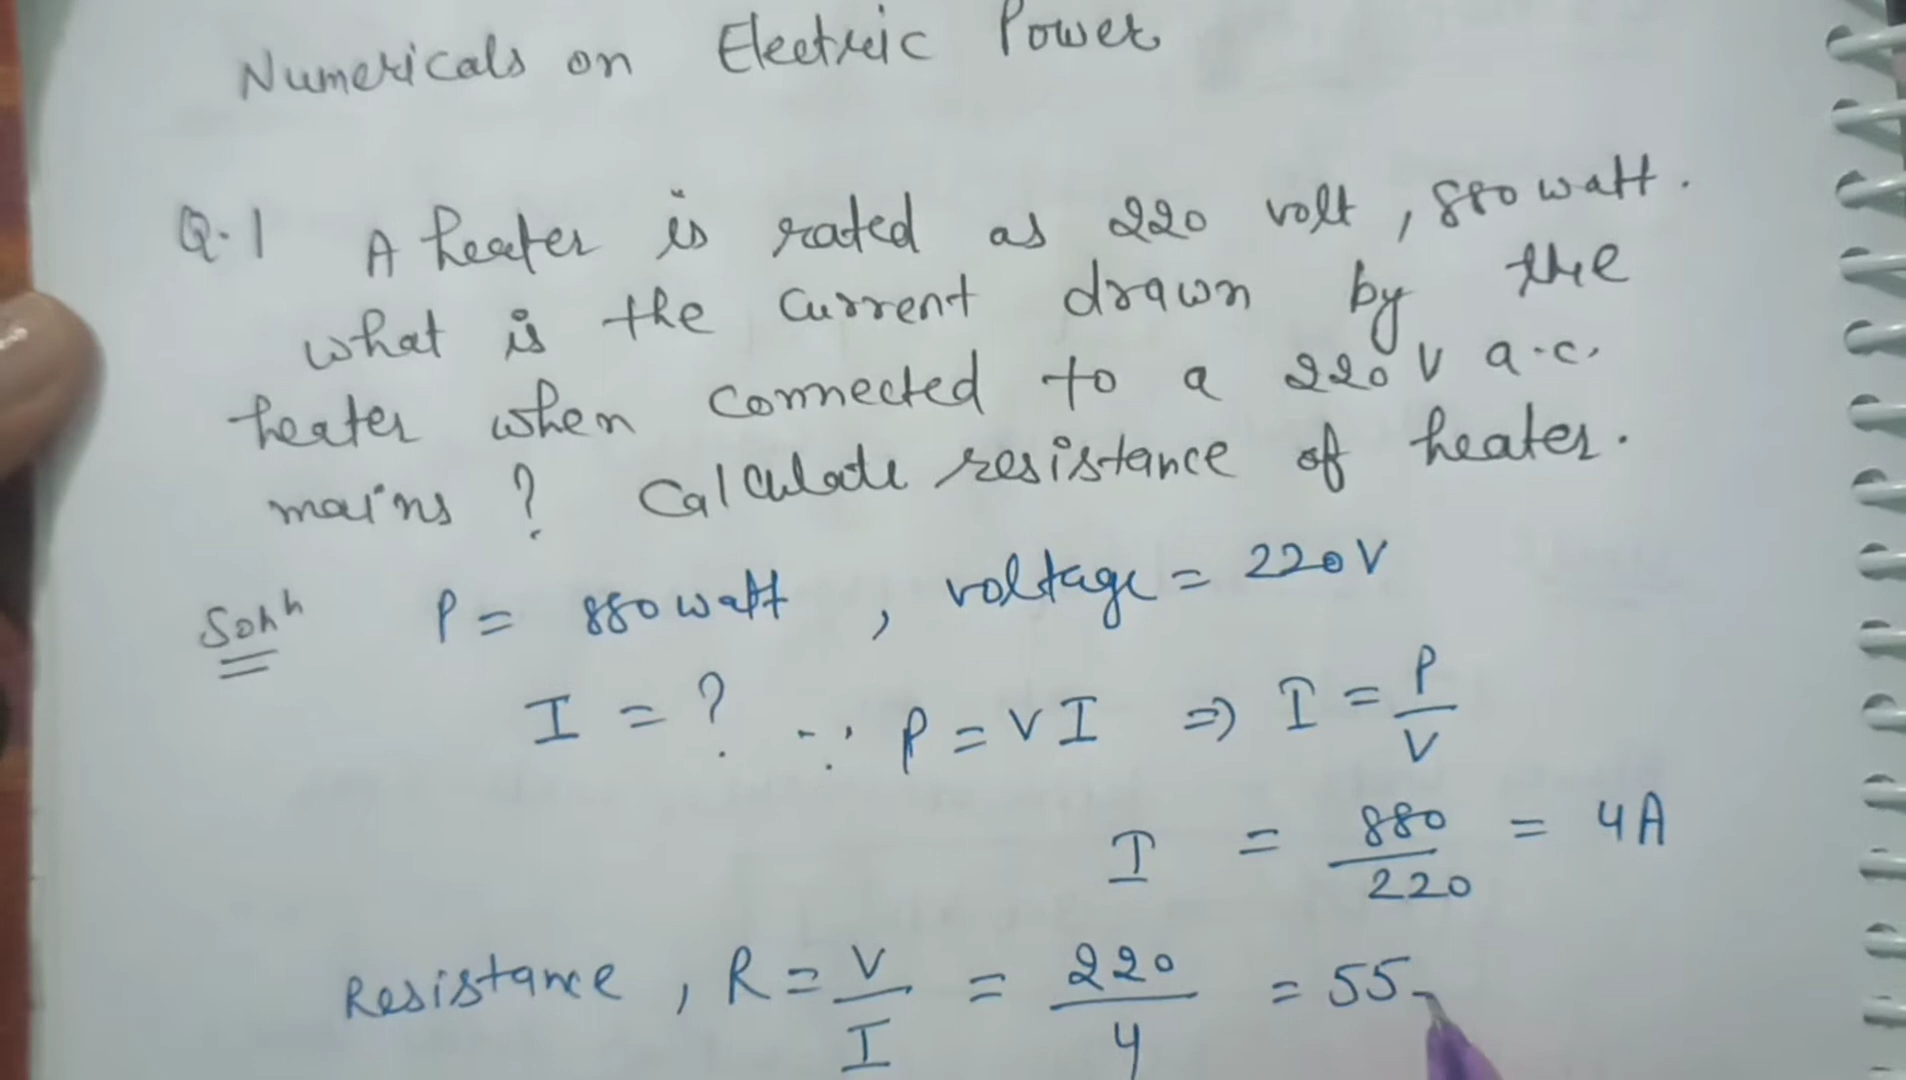 Numericals on Electric Power
Q.1 A heater is rated as 220 volt, 880 watt.
what is the current drawn by the
heater when connected to a 220 V a.c.
mains ? Calculate resistance of heater.
Soln P = 880 watt , voltage = 220V
I = ? ∵ P = VI ⇒ I = P/V
I = 880/220 = 4A
Resistance , R = V/I = 220/4 = 55